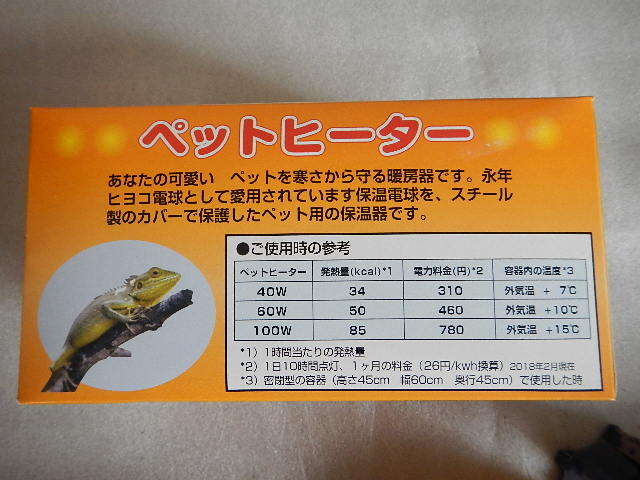 ペットヒーター
あなたの可愛い　ペットを寒さから守る暖房器です。永年
ヒヨコ電球として愛用されています保温電球を、スチール
製のカバーで保護したペット用の保温器です。
●ご使用時の参考
ペットヒーター 発熱量(kcal)*1 電力料金(円)*2 容器内の温度*3
40W 34 310 外気温 + 7℃
60W 50 460 外気温 +10℃
100W 85 780 外気温 +15℃
*1）1時間当たりの発熱量
*2）1日10時間点灯、1ヶ月の料金（26円/kwh換算）2018年2月現在
*3）密閉型の容器（高さ45cm　幅60cm　奥行45cm）で使用した時